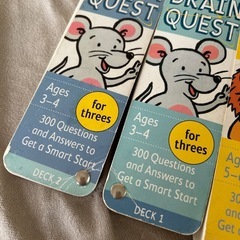 QUEST
Ages
3-4
for
threes
300 Questions
and Answers to
Get a Smart Start
DECK 2
BRAIN
QUEST
Ages
3-4
for
threes
300 Questions
and Answers to
Get a Smart Start
DECK 1
Ages